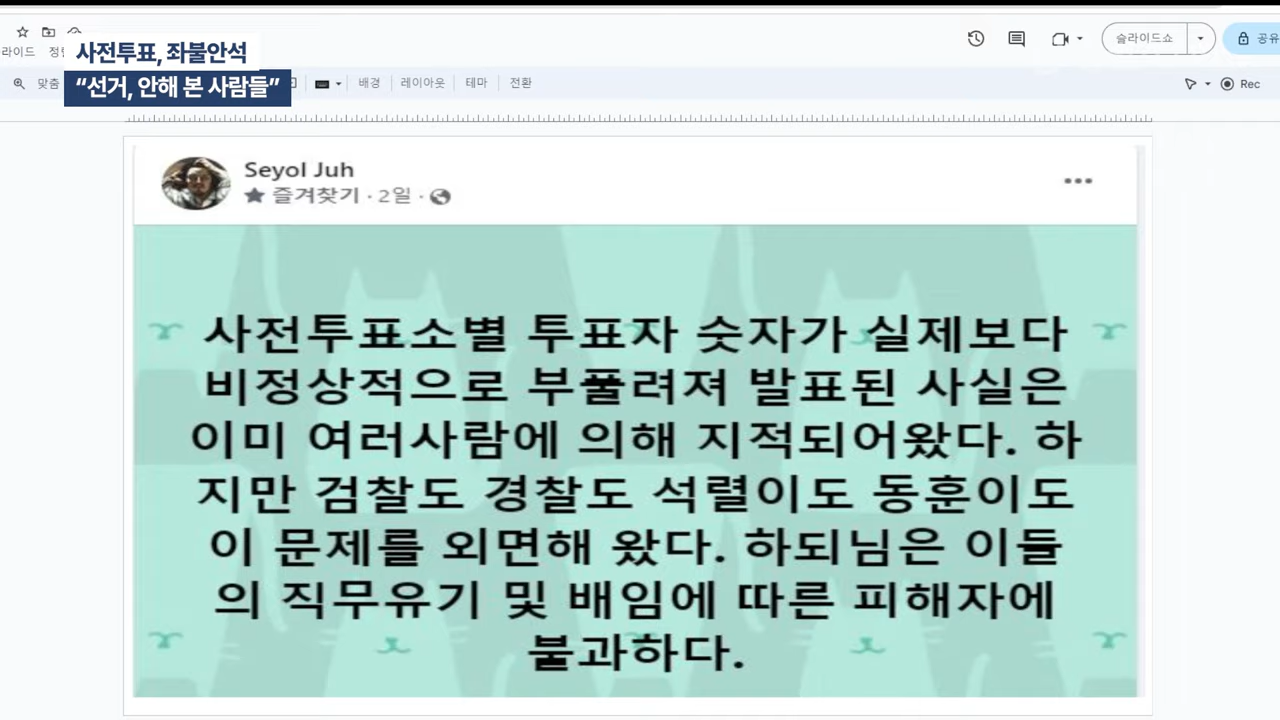 사전투표, 좌불안석
“선거, 안해 본 사람들”
슬라이드쇼
공유
맞춤
배경
레이아웃
테마
전환
Rec
Seyol Juh
즐겨찾기 · 2일 ·
사전투표소별 투표자 숫자가 실제보다
비정상적으로 부풀려져 발표된 사실은
이미 여러사람에 의해 지적되어왔다. 하
지만 검찰도 경찰도 석렬이도 동훈이도
이 문제를 외면해 왔다. 하되님은 이들
의 직무유기 및 배임에 따른 피해자에
불과하다.